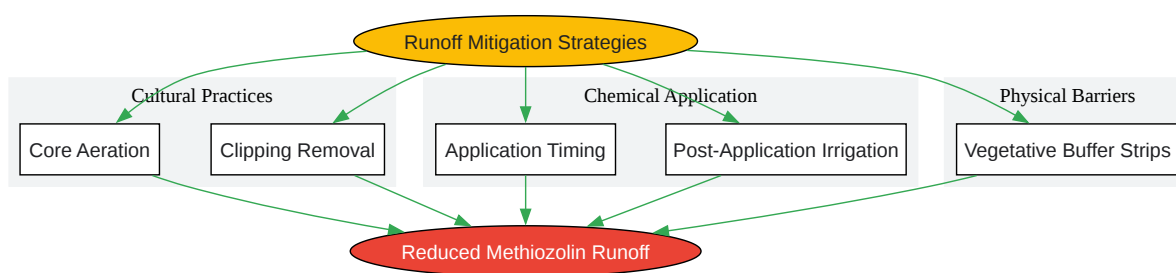 Runoff Mitigation Strategies
Cultural Practices
Chemical Application
Physical Barriers
Core Aeration
Clipping Removal
Application Timing
Post-Application Irrigation
Vegetative Buffer Strips
Reduced Methiozolin Runoff